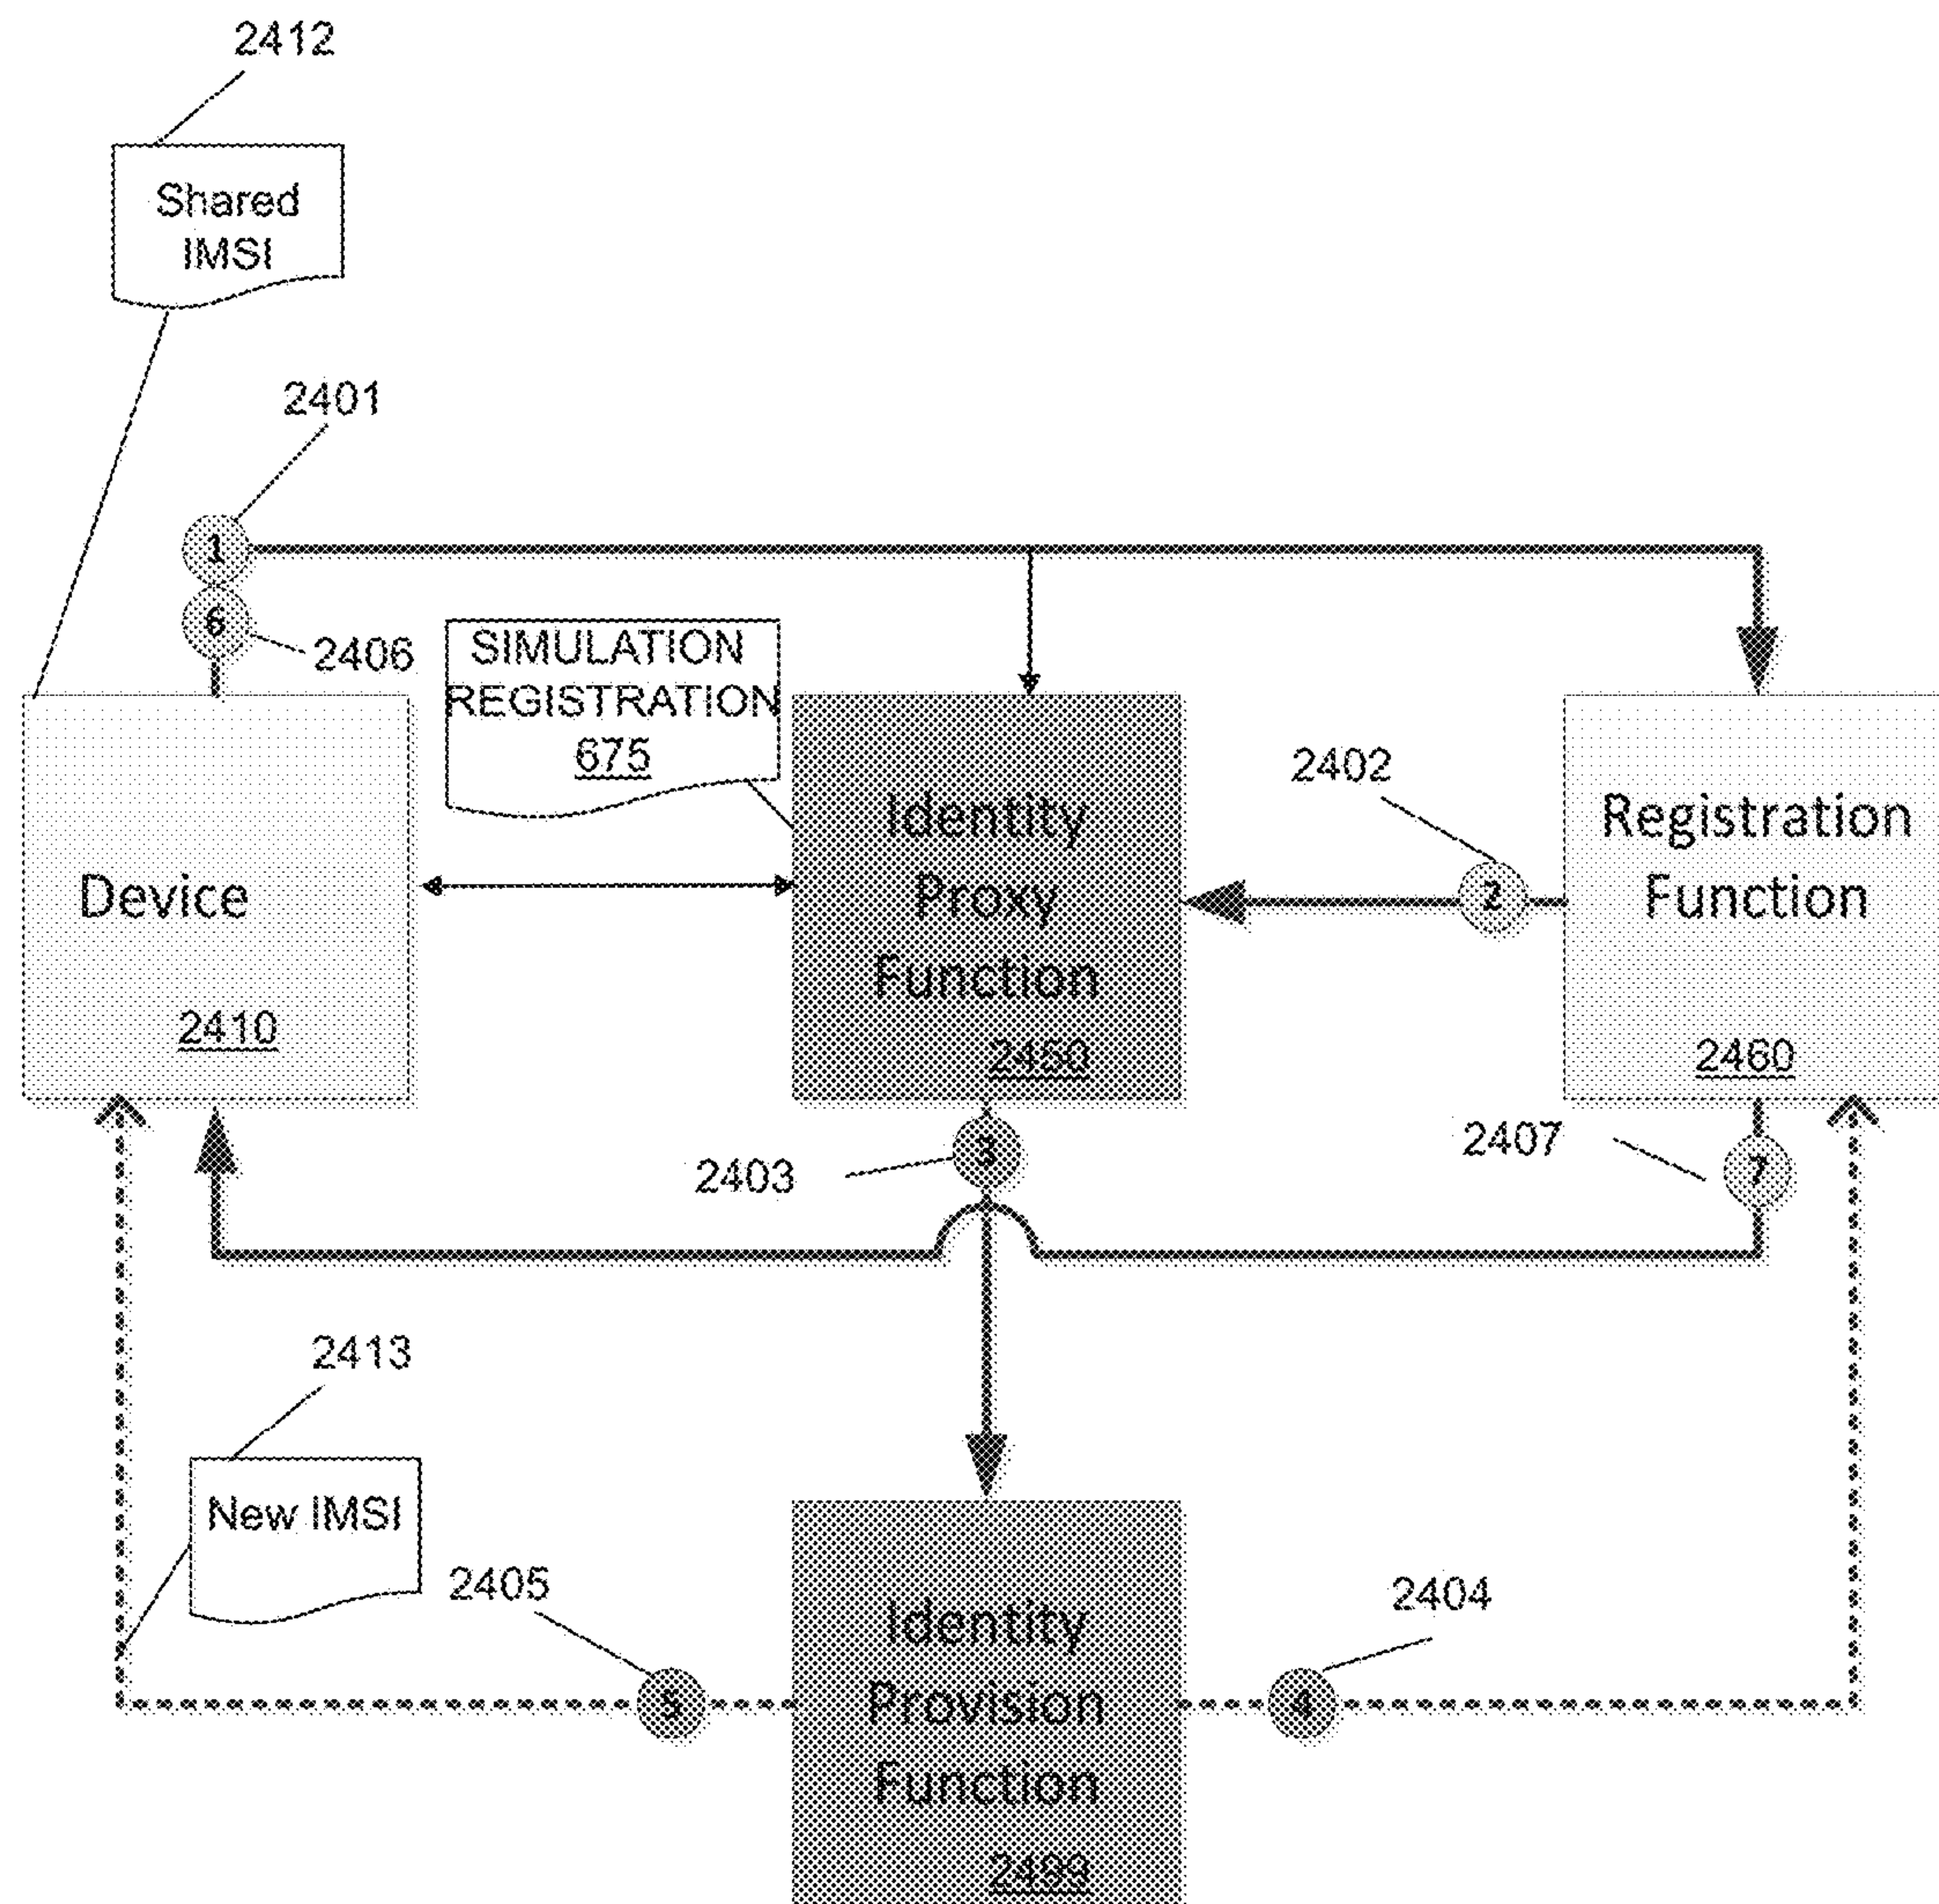 2412
Shared
IMSI
2401
1
6
2406
SIMULATION
REGISTRATION
675
Device
2410
Identity
Proxy
Function
2450
2402
2
Registration
Function
2460
2403
3
2407
7
2413
New IMSI
2405
5
Identity
Provision
Function
2499
2404
4